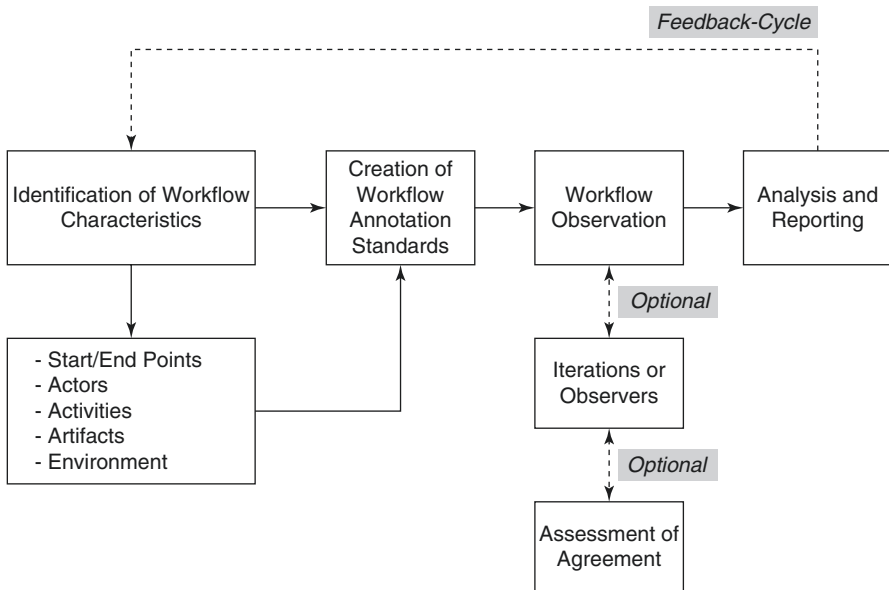 Feedback-Cycle
Identification of Workflow
Characteristics
Creation of
Workflow
Annotation
Standards
Workflow
Observation
Analysis and
Reporting
- Start/End Points
- Actors
- Activities
- Artifacts
- Environment
Optional
Iterations or
Observers
Optional
Assessment of
Agreement